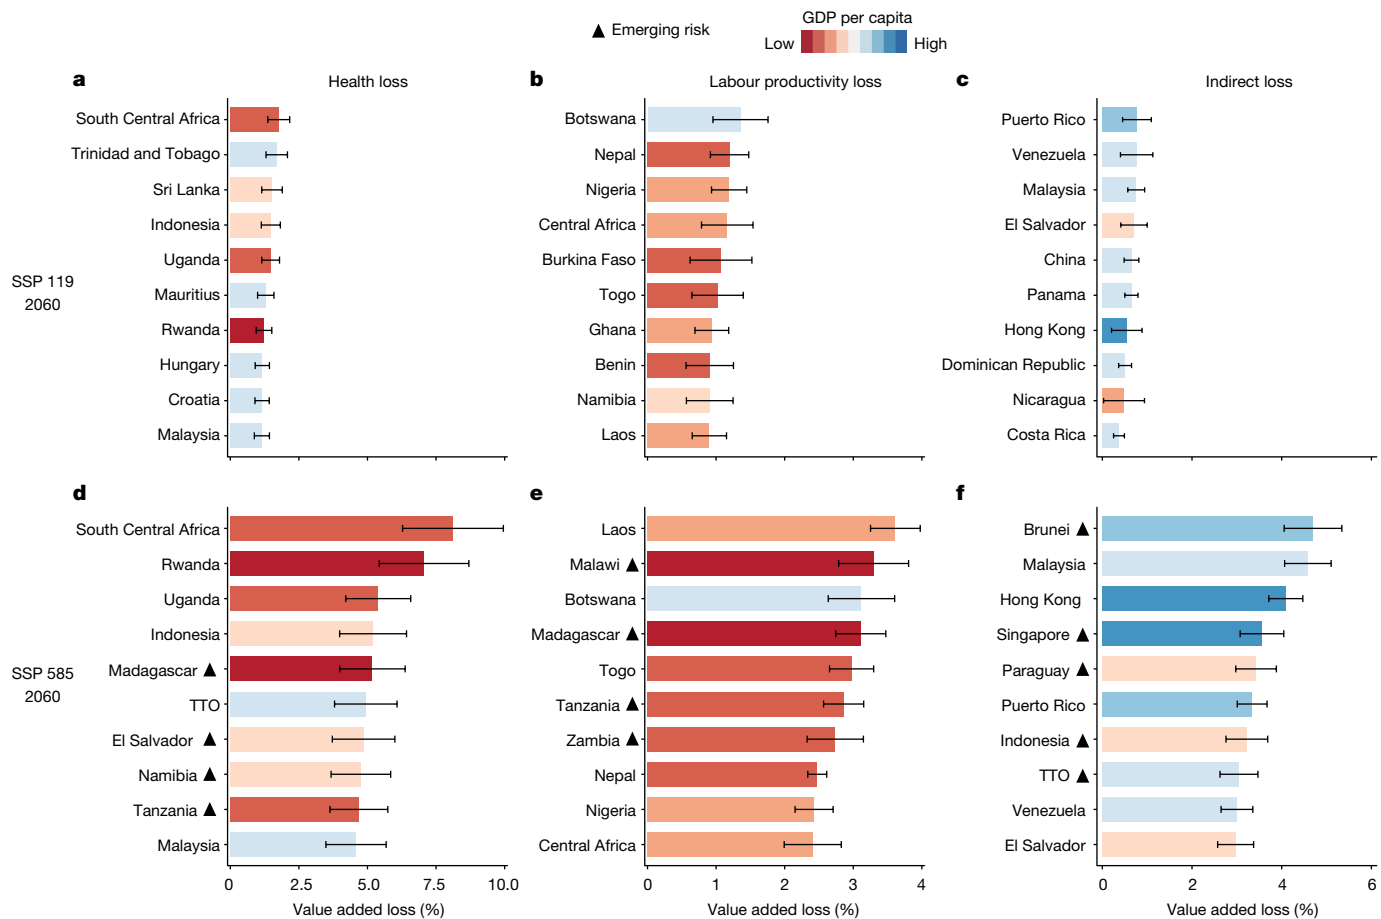 ▲ Emerging risk
GDP per capita
Low High
a Health loss
South Central Africa
Trinidad and Tobago
Sri Lanka
Indonesia
Uganda
Mauritius
Rwanda
Hungary
Croatia
Malaysia
0 2.5 5.0 7.5 10.0
b Labour productivity loss
Botswana
Nepal
Nigeria
Central Africa
Burkina Faso
Togo
Ghana
Benin
Namibia
Laos
0 1 2 3 4
c Indirect loss
Puerto Rico
Venezuela
Malaysia
El Salvador
China
Panama
Hong Kong
Dominican Republic
Nicaragua
Costa Rica
0 2 4 6
SSP 119
2060
d
South Central Africa
Rwanda
Uganda
Indonesia
Madagascar ▲
TTO
El Salvador ▲
Namibia ▲
Tanzania ▲
Malaysia
Value added loss (%)
e
Laos
Malawi ▲
Botswana
Madagascar ▲
Togo
Tanzania ▲
Zambia ▲
Nepal
Nigeria
Central Africa
Value added loss (%)
f
Brunei ▲
Malaysia
Hong Kong
Singapore ▲
Paraguay ▲
Puerto Rico
Indonesia ▲
TTO ▲
Venezuela
El Salvador
Value added loss (%)
SSP 585
2060